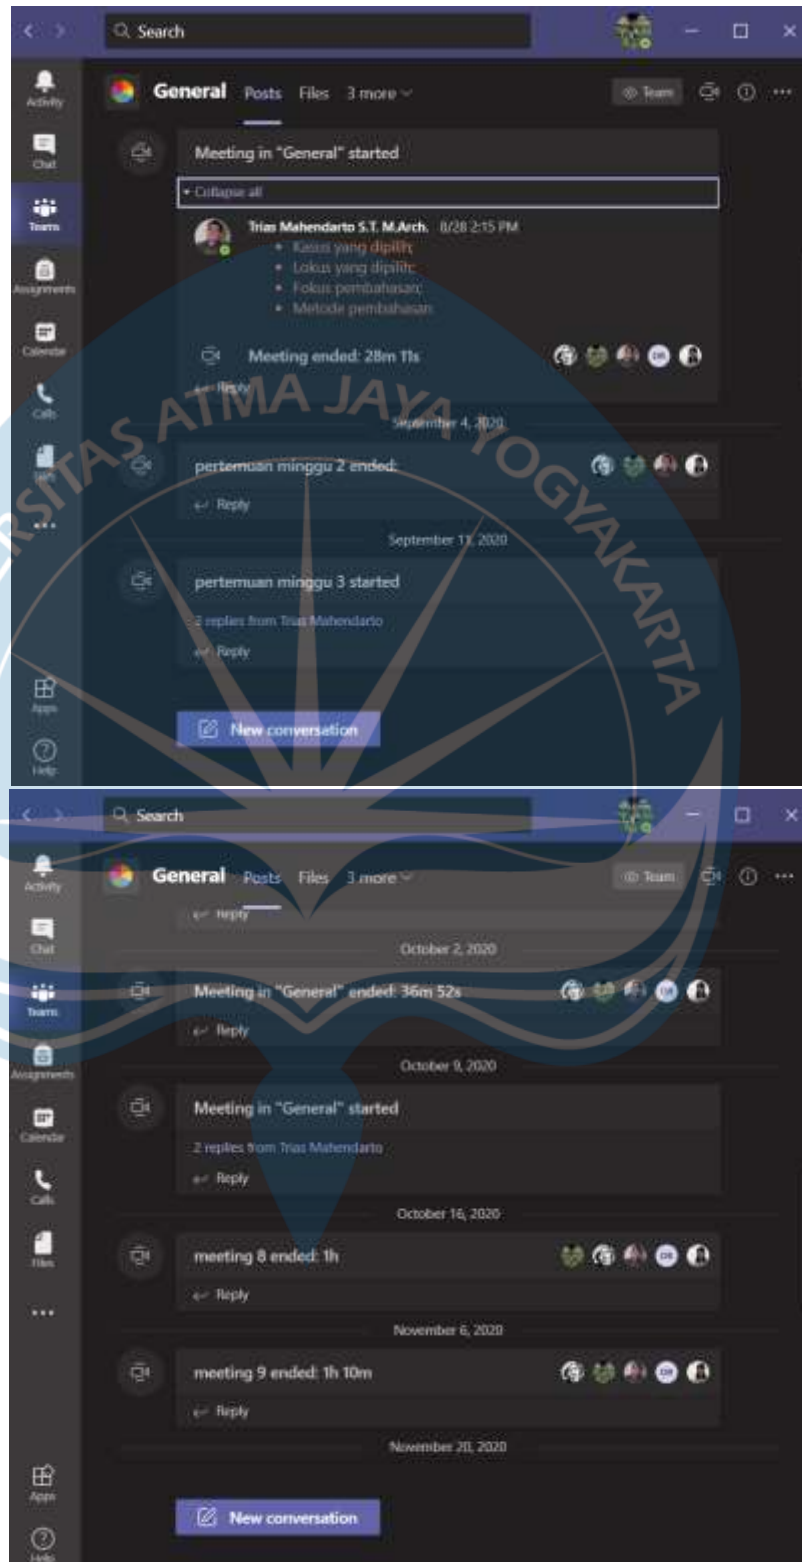 Search
General Posts Files 3 more
Team
Activity
Chat
Teams
Assignments
Calendar
Calls
Files
Apps
Help
Meeting in "General" started
Collapse all
Trias Mahendarto S.T. M.Arch. 8/28 2:15 PM
Kasus yang dipilih;
Lokus yang dipilih;
Fokus pembahasan;
Metode pembahasan
Meeting ended: 28m 11s
DR
Reply
September 4, 2020
pertemuan minggu 2 ended:
Reply
September 11, 2020
pertemuan minggu 3 started
replies from Trias Mahendarto
Reply
New conversation
ERSITAS ATMA JAYA YOGYAKARTA
Search
General Posts Files 3 more
Team
Activity
Chat
Teams
Assignments
Calendar
Calls
Files
Apps
Help
Reply
October 2, 2020
Meeting in "General" ended: 36m 52s
DR
Reply
October 9, 2020
Meeting in "General" started
2 replies from Trias Mahendarto
Reply
October 16, 2020
meeting 8 ended: 1h
DR
Reply
November 6, 2020
meeting 9 ended: 1h 10m
DR
Reply
November 20, 2020
New conversation